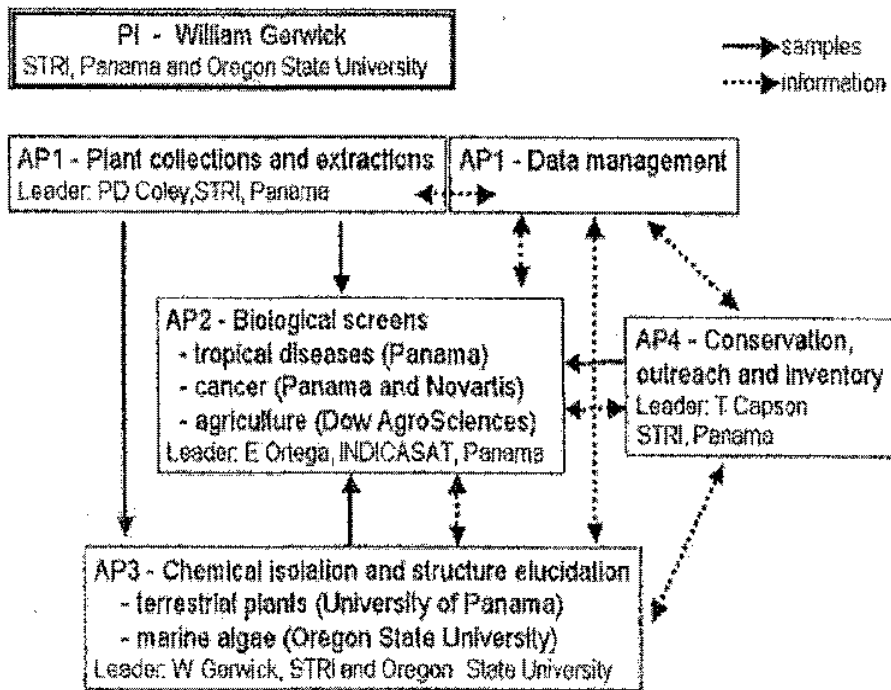 PI - William Gerwick
STRI, Panama and Oregon State University
samples
information
AP1 - Plant collections and extractions
Leader: PD Coley, STRI, Panama
AP1 - Data management
AP2 - Biological screens
- tropical diseases (Panama)
- cancer (Panama and Novartis)
- agriculture (Dow AgroSciences)
Leader: E Ortega, INDICASAT, Panama
AP4 - Conservation,
outreach and inventory
Leader: T Capson
STRI, Panama
AP3 - Chemical isolation and structure elucidation
- terrestrial plants (University of Panama)
- marine algae (Oregon State University)
Leader: W Gerwick, STRI and Oregon State University